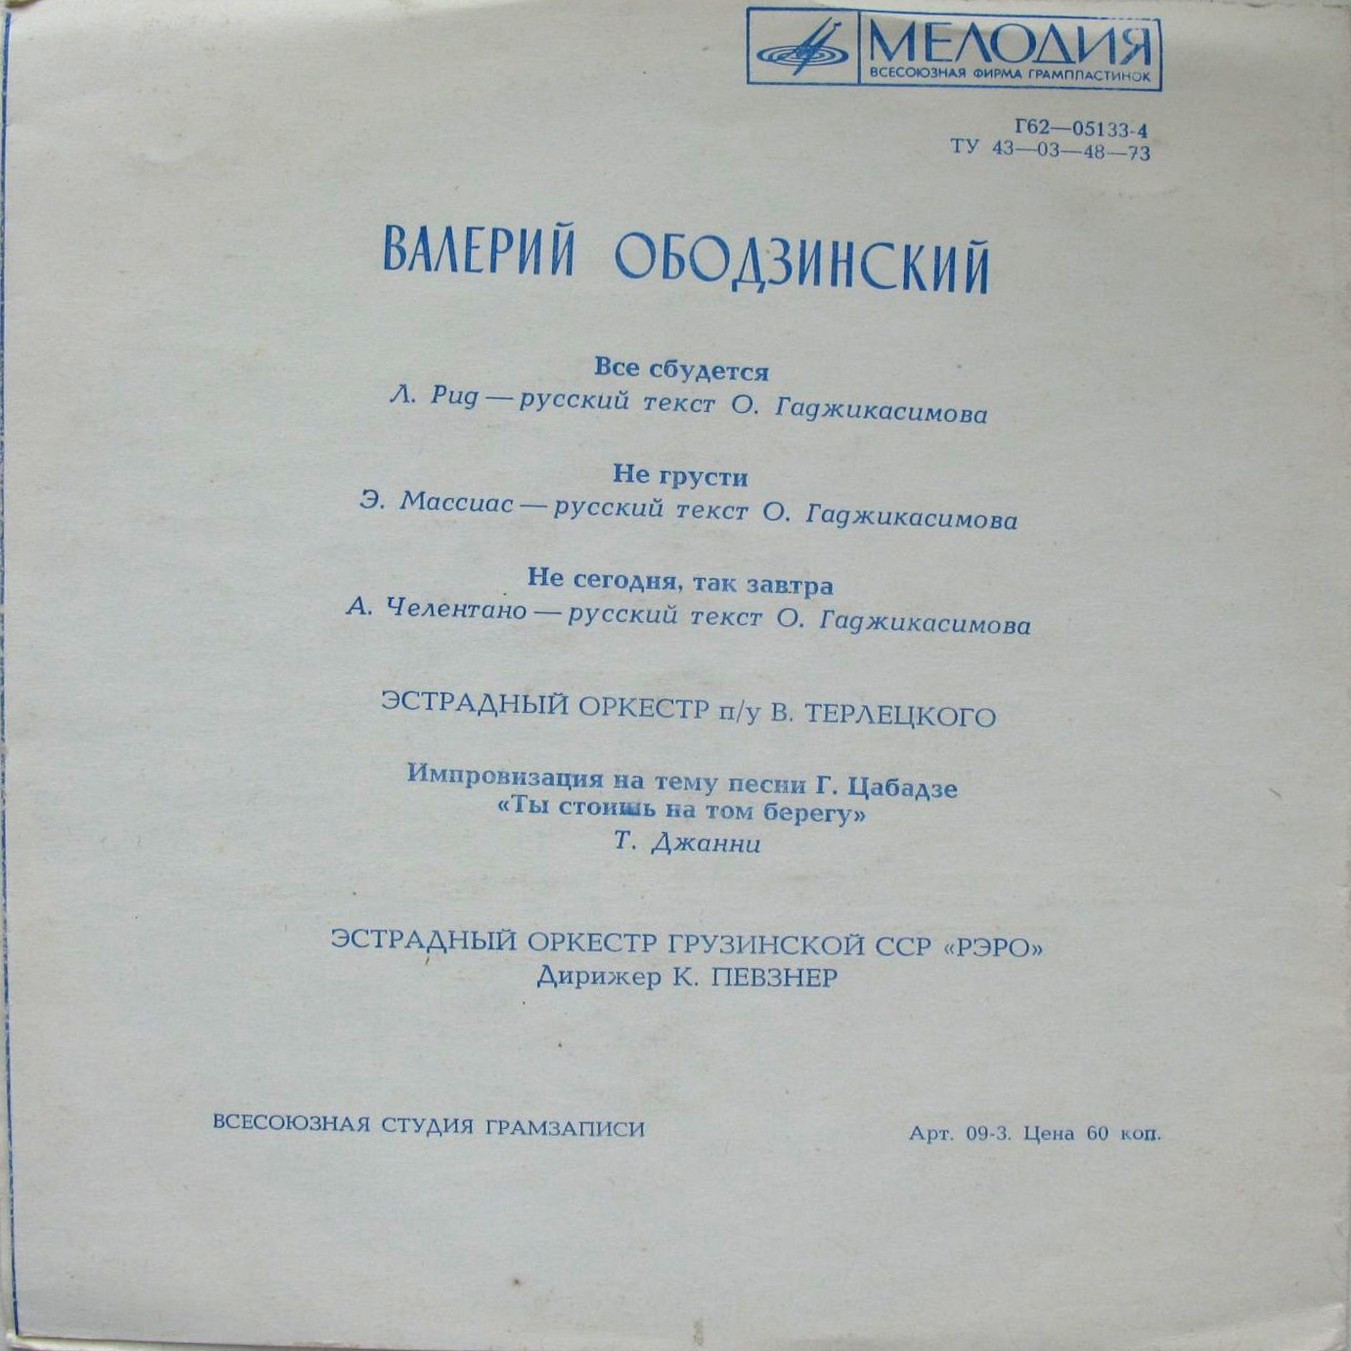 МЕЛОДИЯ
ВСЕСОЮЗНАЯ ФИРМА ГРАМПЛАСТИНОК
Г62—05133-4
ТУ 43—03—48—73
ВАЛЕРИЙ ОБОДЗИНСКИЙ
Все сбудется
Л. Рид — русский текст О. Гаджикасимова
Не грусти
Э. Массиас — русский текст О. Гаджикасимова
Не сегодня, так завтра
А. Челентано — русский текст О. Гаджикасимова
ЭСТРАДНЫЙ ОРКЕСТР п/у В. ТЕРЛЕЦКОГО
Импровизация на тему песни Г. Цабадзе
«Ты стоишь на том берегу»
Т. Джанни
ЭСТРАДНЫЙ ОРКЕСТР ГРУЗИНСКОЙ ССР «РЭРО»
Дирижер К. ПЕВЗНЕР
ВСЕСОЮЗНАЯ СТУДИЯ ГРАМЗАПИСИ
Арт. 09-3. Цена 60 коп.